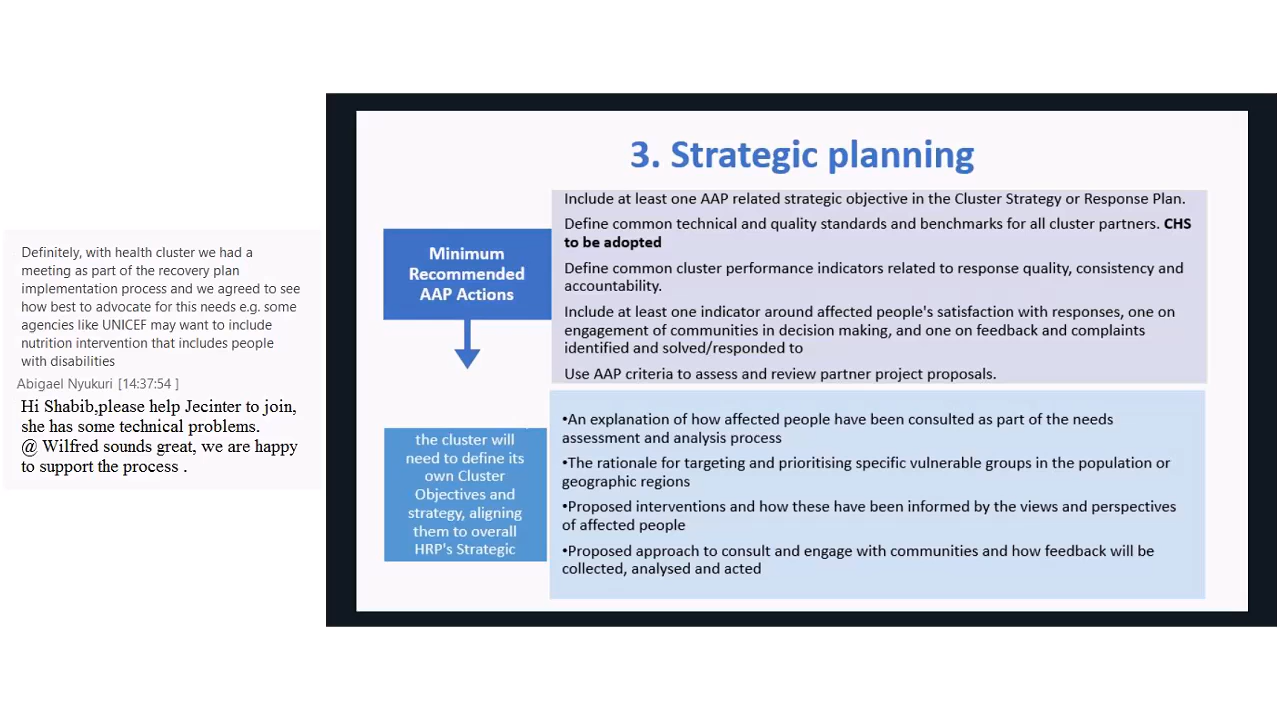 Definitely, with health cluster we had a
meeting as part of the recovery plan
implementation process and we agreed to see
how best to advocate for this needs e.g. some
agencies like UNICEF may want to include
nutrition intervention that includes people
with disabilities
Abigael Nyukuri [14:37:54 ]
Hi Shabib,please help Jecinter to join,
she has some technical problems.
@ Wilfred sounds great, we are happy
to support the process .
3. Strategic planning
Minimum
Recommended
AAP Actions
Include at least one AAP related strategic objective in the Cluster Strategy or Response Plan.
Define common technical and quality standards and benchmarks for all cluster partners. CHS
to be adopted
Define common cluster performance indicators related to response quality, consistency and
accountability.
Include at least one indicator around affected people's satisfaction with responses, one on
engagement of communities in decision making, and one on feedback and complaints
identified and solved/responded to
Use AAP criteria to assess and review partner project proposals.
the cluster will
need to define its
own Cluster
Objectives and
strategy, aligning
them to overall
HRP's Strategic
•An explanation of how affected people have been consulted as part of the needs
assessment and analysis process
•The rationale for targeting and prioritising specific vulnerable groups in the population or
geographic regions
•Proposed interventions and how these have been informed by the views and perspectives
of affected people
•Proposed approach to consult and engage with communities and how feedback will be
collected, analysed and acted